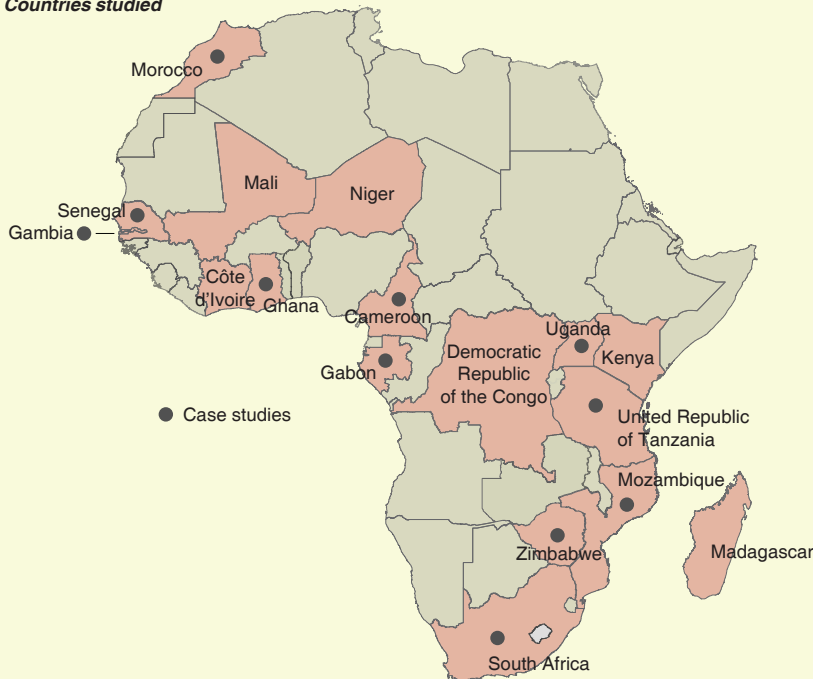 Countries studied
Morocco
Mali
Niger
Senegal
Gambia
Côte
d'Ivoire
Ghana
Cameroon
Uganda
Democratic
Republic
of the Congo
Kenya
Gabon
Case studies
United Republic
of Tanzania
Mozambique
Zimbabwe
Madagascar
South Africa